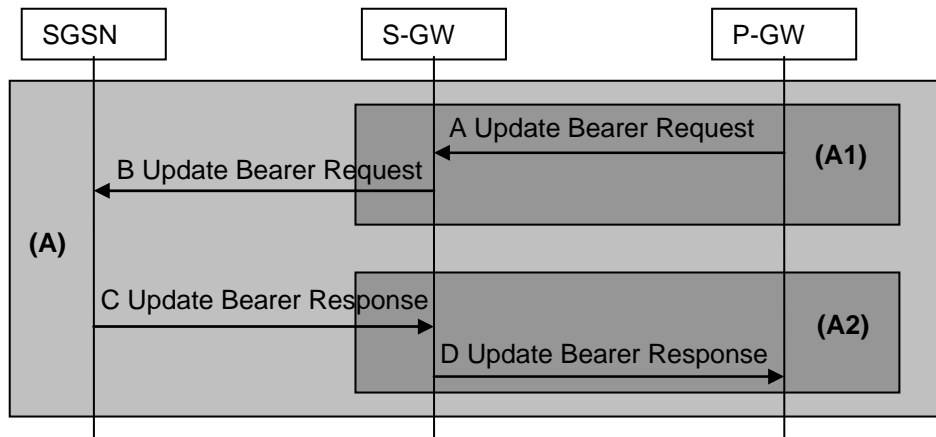 SGSN
S-GW
P-GW
A Update Bearer Request
(A1)
B Update Bearer Request
(A)
C Update Bearer Response
(A2)
D Update Bearer Response